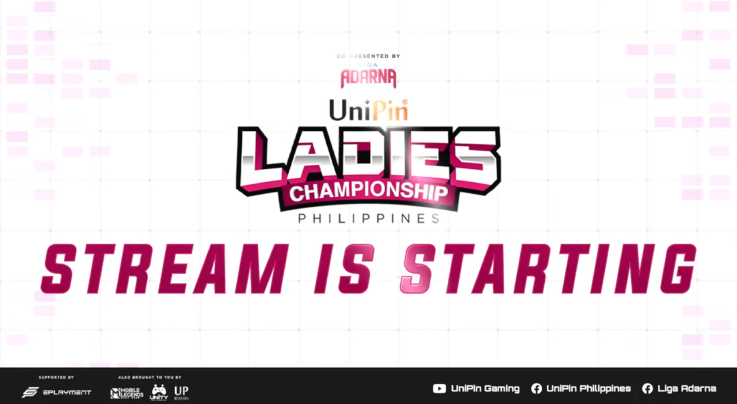 CO-PRESENTED BY
LIGA
ADARNA
UniPin
LADIES
CHAMPIONSHIP
PHILIPPINES
STREAM IS STARTING
SUPPORTED BY
ALSO BROUGHT TO YOU BY
EPLAYMENT
MOBILE
LEGENDS
UNITY
UP
STATION
UniPin Gaming
UniPin Philippines
Liga Adarna